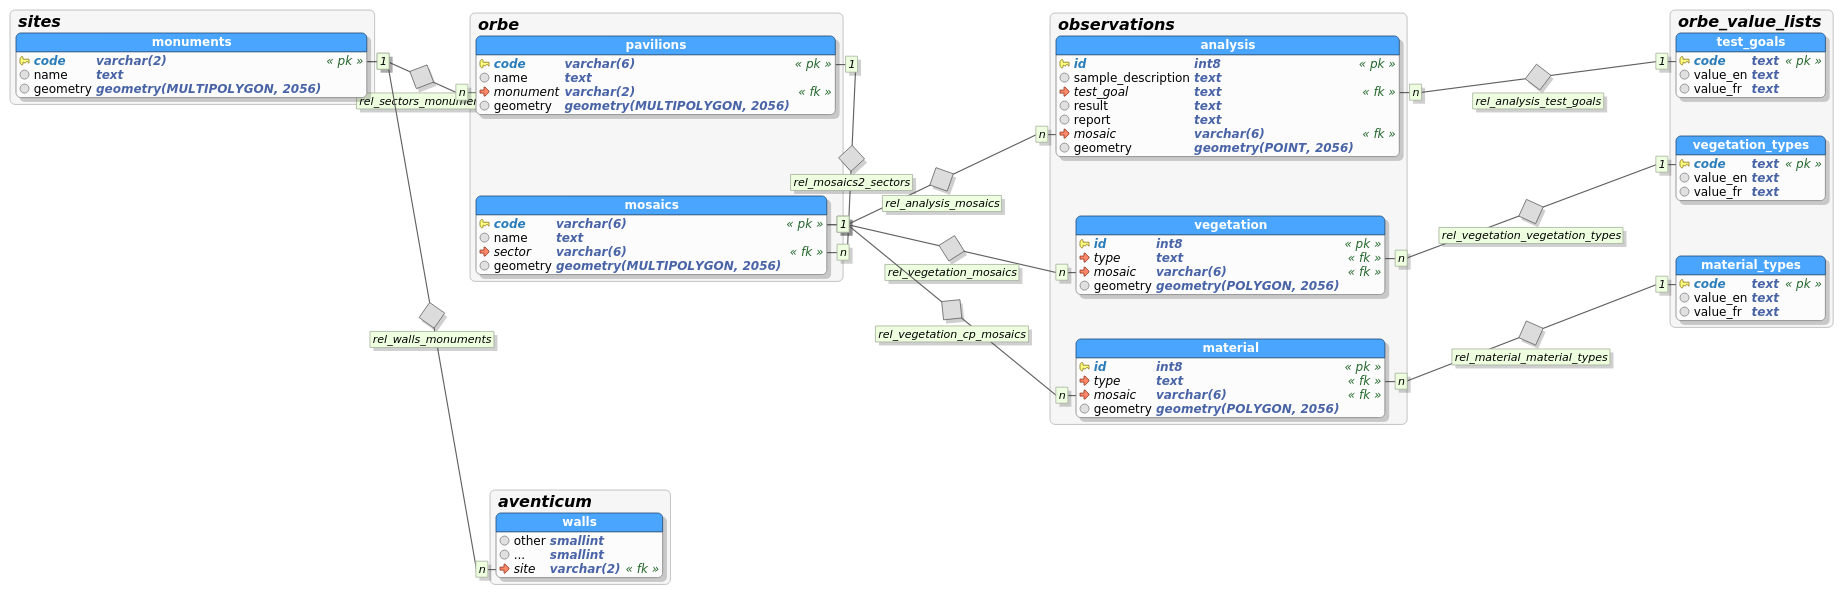 sites
monuments
code varchar(2) « pk »
name text
geometry geometry(MULTIPOLYGON, 2056)
1
n
orbe
pavilions
code varchar(6) « pk »
name text
monument varchar(2) « fk »
geometry geometry(MULTIPOLYGON, 2056)
1
rel_mosaics2_sectors
mosaics
code varchar(6) « pk »
name text
sector varchar(6) « fk »
geometry geometry(MULTIPOLYGON, 2056)
1
n
rel_analysis_mosaics
rel_vegetation_mosaics
rel_vegetation_cp_mosaics
observations
analysis
id int8 « pk »
sample_description text
test_goal text « fk »
result text
report text
mosaic varchar(6) « fk »
geometry geometry(POINT, 2056)
n
n
vegetation
id int8 « pk »
type text « fk »
mosaic varchar(6) « fk »
geometry geometry(POLYGON, 2056)
n
n
material
id int8 « pk »
type text « fk »
mosaic varchar(6) « fk »
geometry geometry(POLYGON, 2056)
n
n
rel_analysis_test_goals
rel_vegetation_vegetation_types
rel_material_material_types
orbe_value_lists
test_goals
1
code text « pk »
value_en text
value_fr text
vegetation_types
1
code text « pk »
value_en text
value_fr text
material_types
1
code text « pk »
value_en text
value_fr text
rel_walls_monuments
aventicum
walls
other smallint
... smallint
n
site varchar(2) « fk »